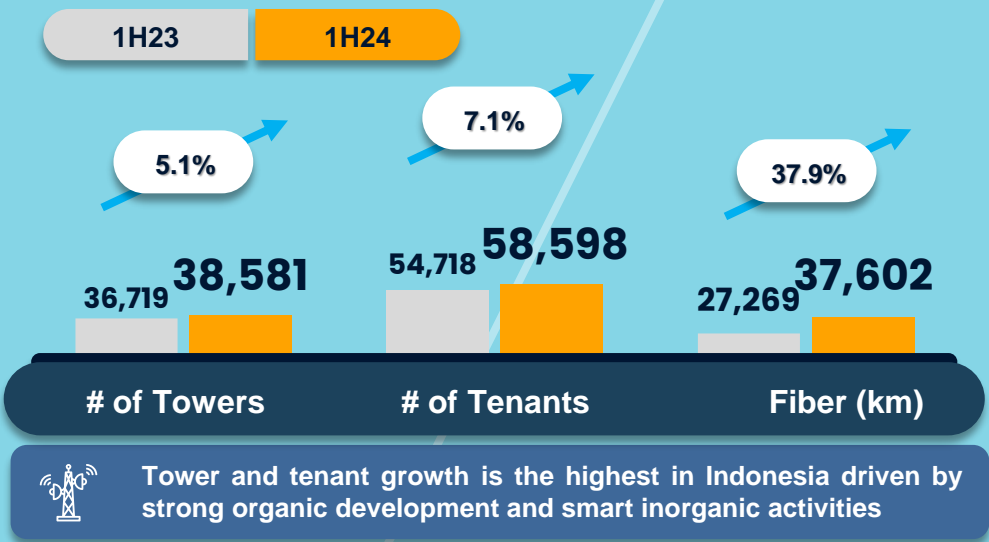 1H23 1H24
5.1% 7.1% 37.9%
36,719 38,581 54,718 58,598 27,269 37,602
# of Towers # of Tenants Fiber (km)
Tower and tenant growth is the highest in Indonesia driven by
strong organic development and smart inorganic activities